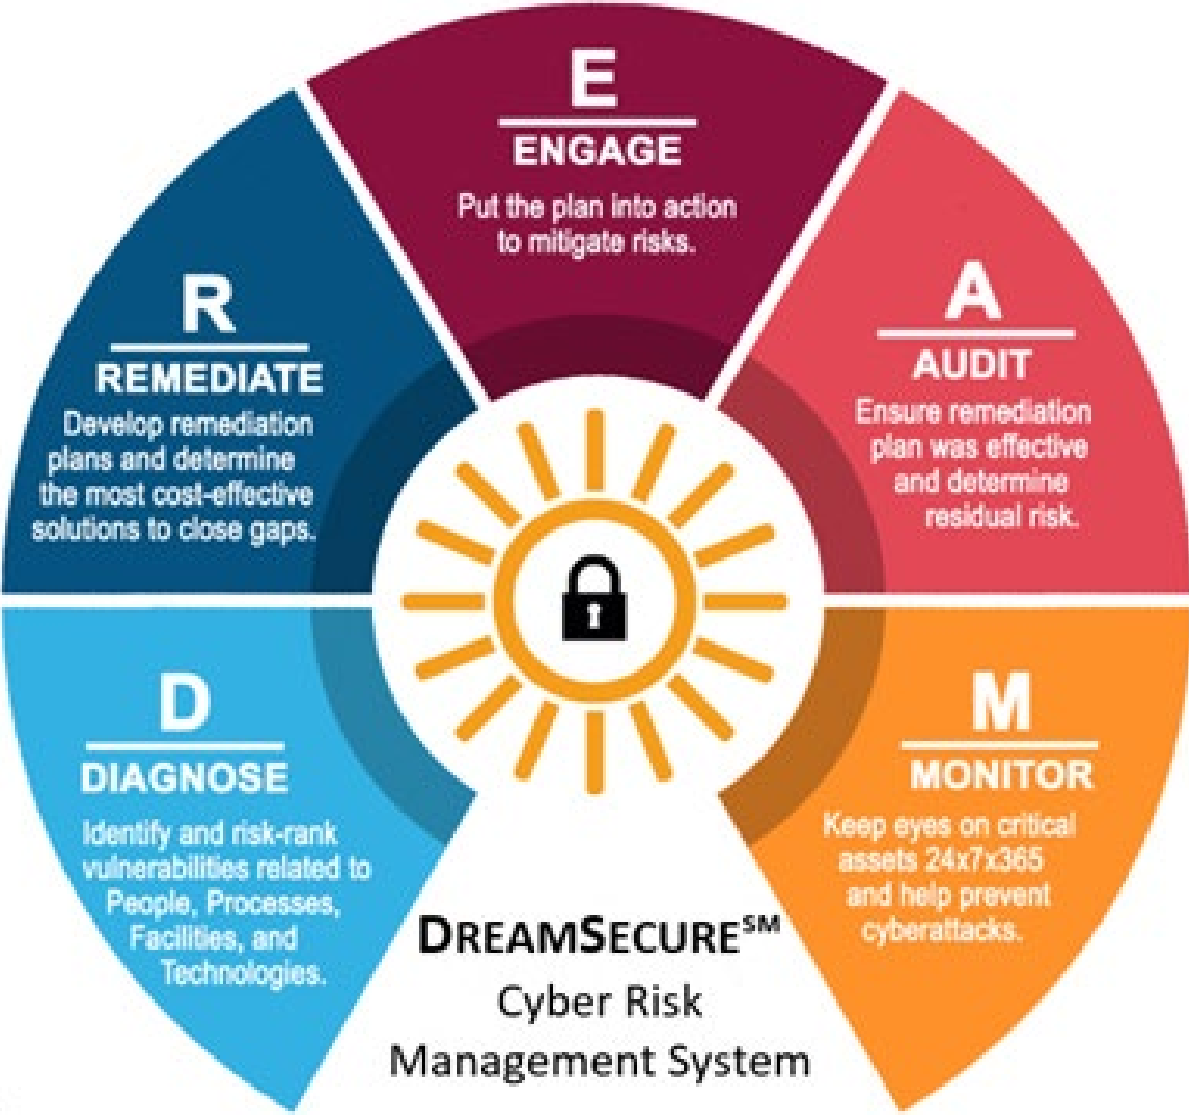 D
DIAGNOSE
Identify and risk-rank
vulnerabilities related to
People, Processes,
Facilities, and
Technologies.
R
REMEDIATE
Develop remediation
plans and determine
the most cost-effective
solutions to close gaps.
E
ENGAGE
Put the plan into action
to mitigate risks.
A
AUDIT
Ensure remediation
plan was effective
and determine
residual risk.
M
MONITOR
Keep eyes on critical
assets 24x7x365
and help prevent
cyberattacks.
DREAMSECURE℠
Cyber Risk
Management System